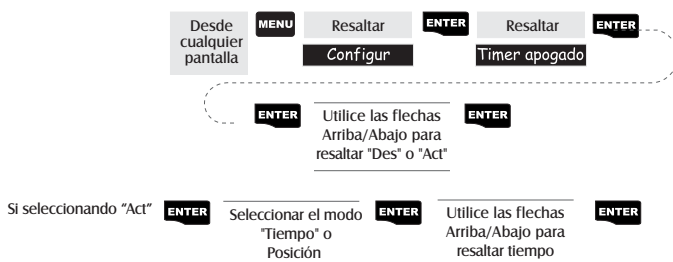 Desde cualquier pantalla
MENU
Resaltar
Configur
ENTER
Resaltar
Timer apogado
ENTER
ENTER
Utilice las flechas
Arriba/Abajo para
resaltar "Des" o "Act"
ENTER
Si seleccionando “Act”
ENTER
Seleccionar el modo
"Tiempo" o
Posición
ENTER
Utilice las flechas
Arriba/Abajo para
resaltar tiempo
ENTER